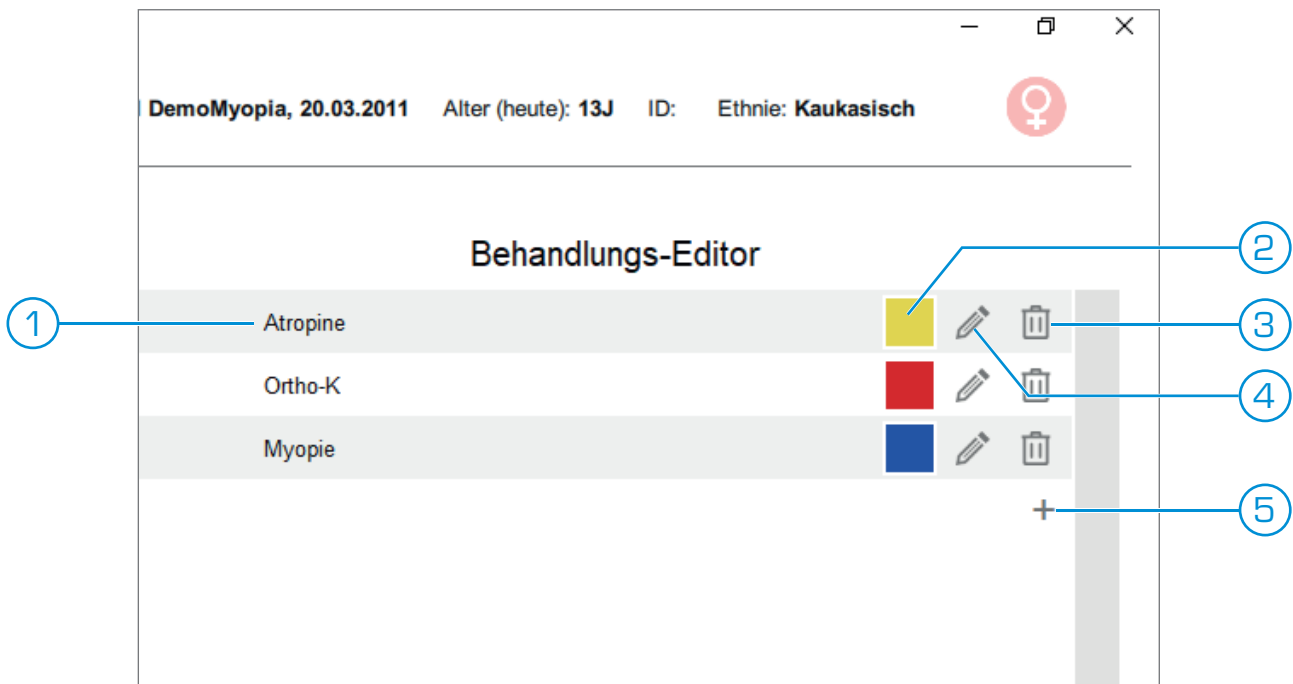 DemoMyopia, 20.03.2011 Alter (heute): 13J ID: Ethnie: Kaukasisch
Behandlungs-Editor
2
1 Atropine 3
Ortho-K 4
Myopie
5